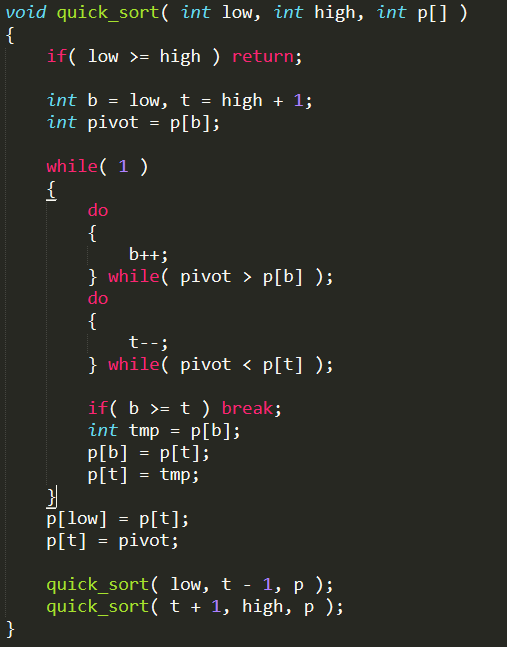 void quick_sort( int low, int high, int p[] )
{
    if( low >= high ) return;

    int b = low, t = high + 1;
    int pivot = p[b];

    while( 1 )
    {
        do
        {
            b++;
        } while( pivot > p[b] );
        do
        {
            t--;
        } while( pivot < p[t] );

        if( b >= t ) break;
        int tmp = p[b];
        p[b] = p[t];
        p[t] = tmp;
    }
    p[low] = p[t];
    p[t] = pivot;

    quick_sort( low, t - 1, p );
    quick_sort( t + 1, high, p );
}